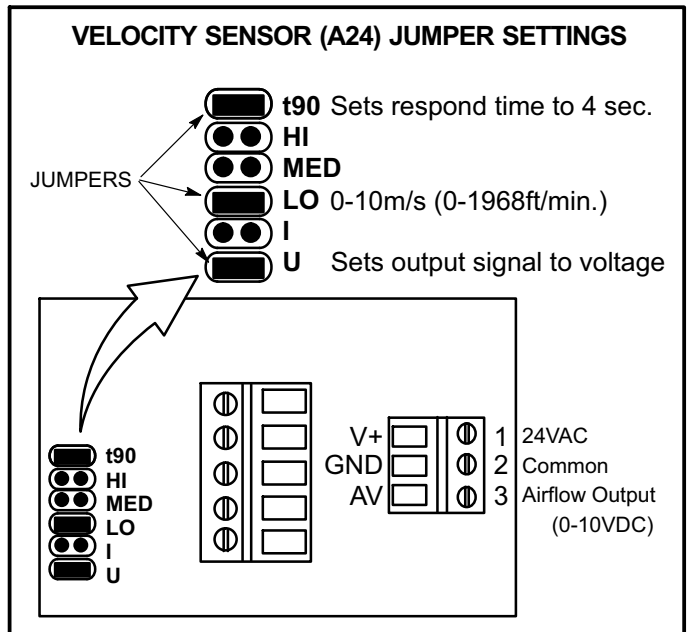 VELOCITY SENSOR (A24) JUMPER SETTINGS
t90 Sets respond time to 4 sec.
HI
MED
JUMPERS
LO 0-10m/s (0-1968ft/min.)
I
U Sets output signal to voltage
t90
HI
MED
LO
I
U
V+ 1 24VAC
GND 2 Common
AV 3 Airflow Output
(0-10VDC)